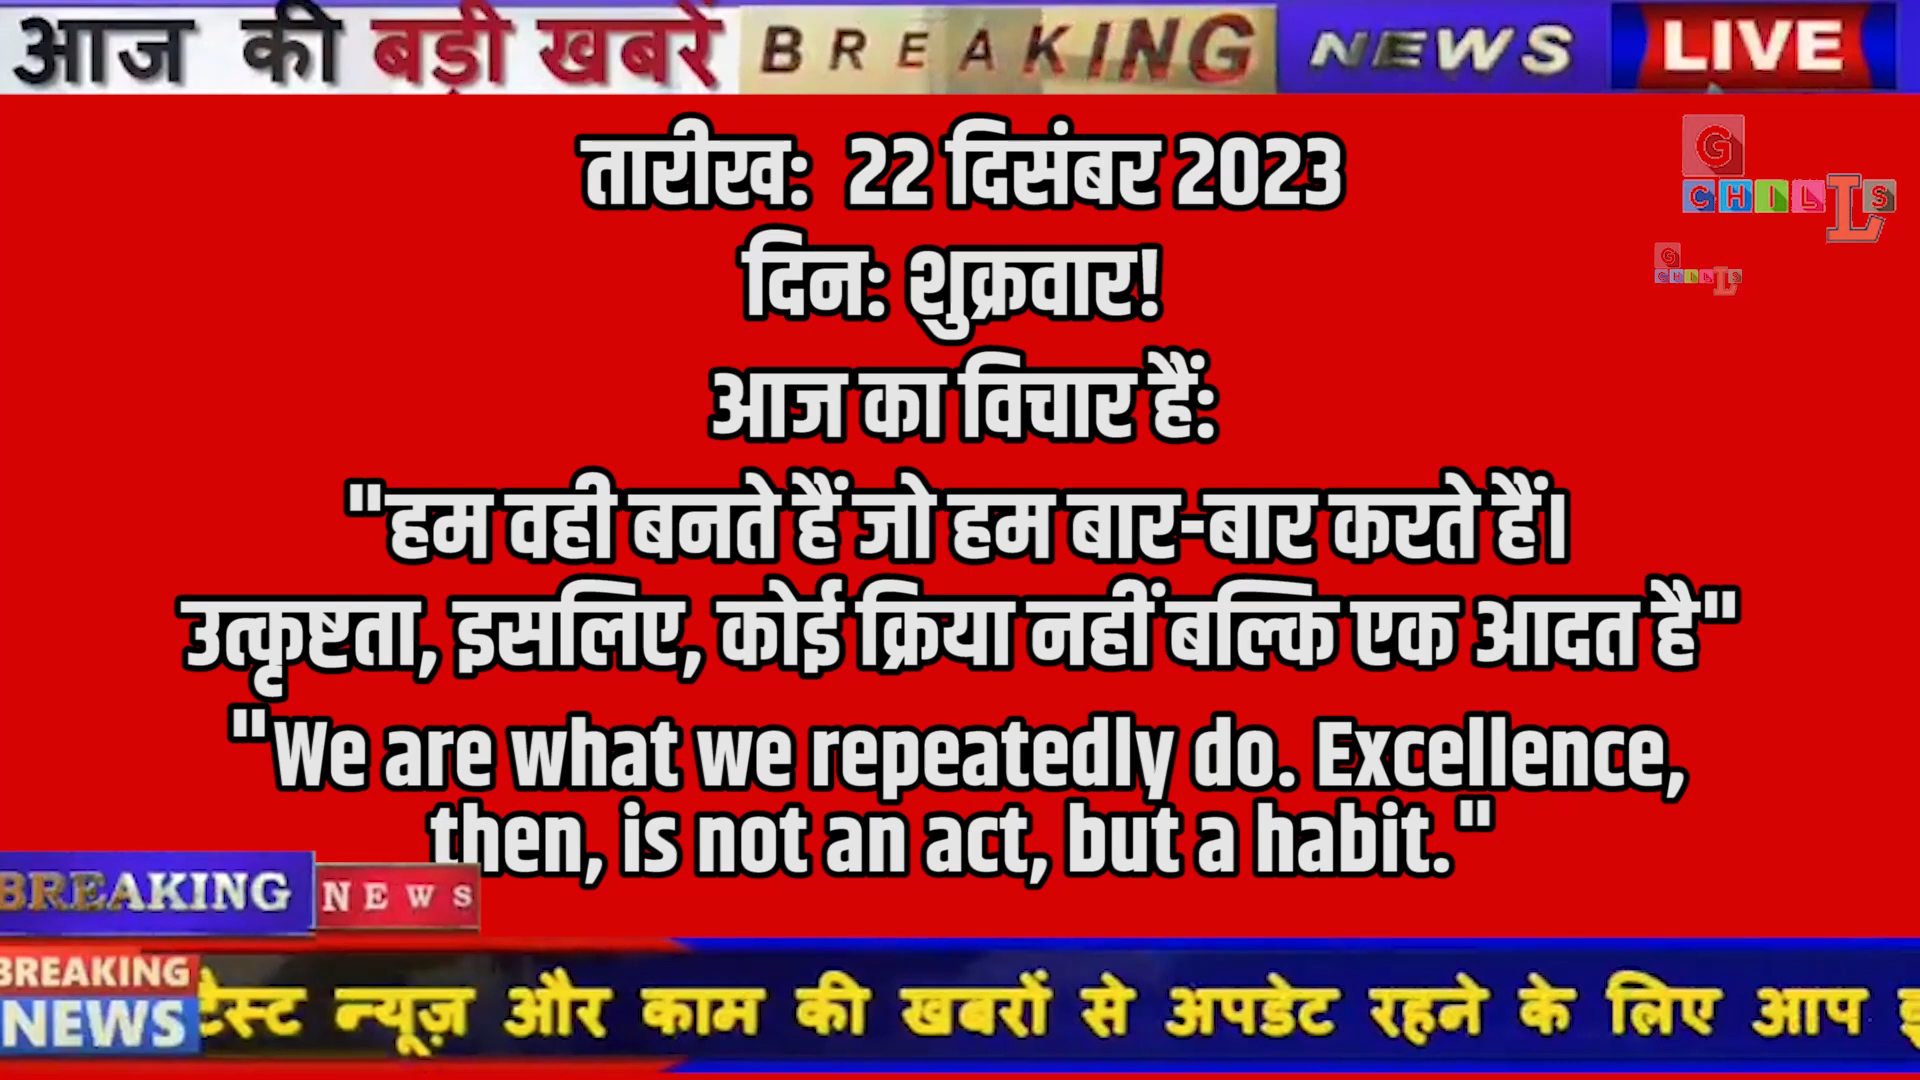 आज की बड़ी खबरें BREAKING NEWS LIVE
G
CHILLS
G
CHILLS
तारीख: 22 दिसंबर 2023
दिन: शुक्रवार!
आज का विचार हैं:
"हम वही बनते हैं जो हम बार-बार करते हैं।
उत्कृष्टता, इसलिए, कोई क्रिया नहीं बल्कि एक आदत है"
"We are what we repeatedly do. Excellence,
then, is not an act, but a habit."
BREAKING NEWS
BREAKING
NEWS
न्यूज़ और काम की खबरों से अपडेट रहने के लिए आप